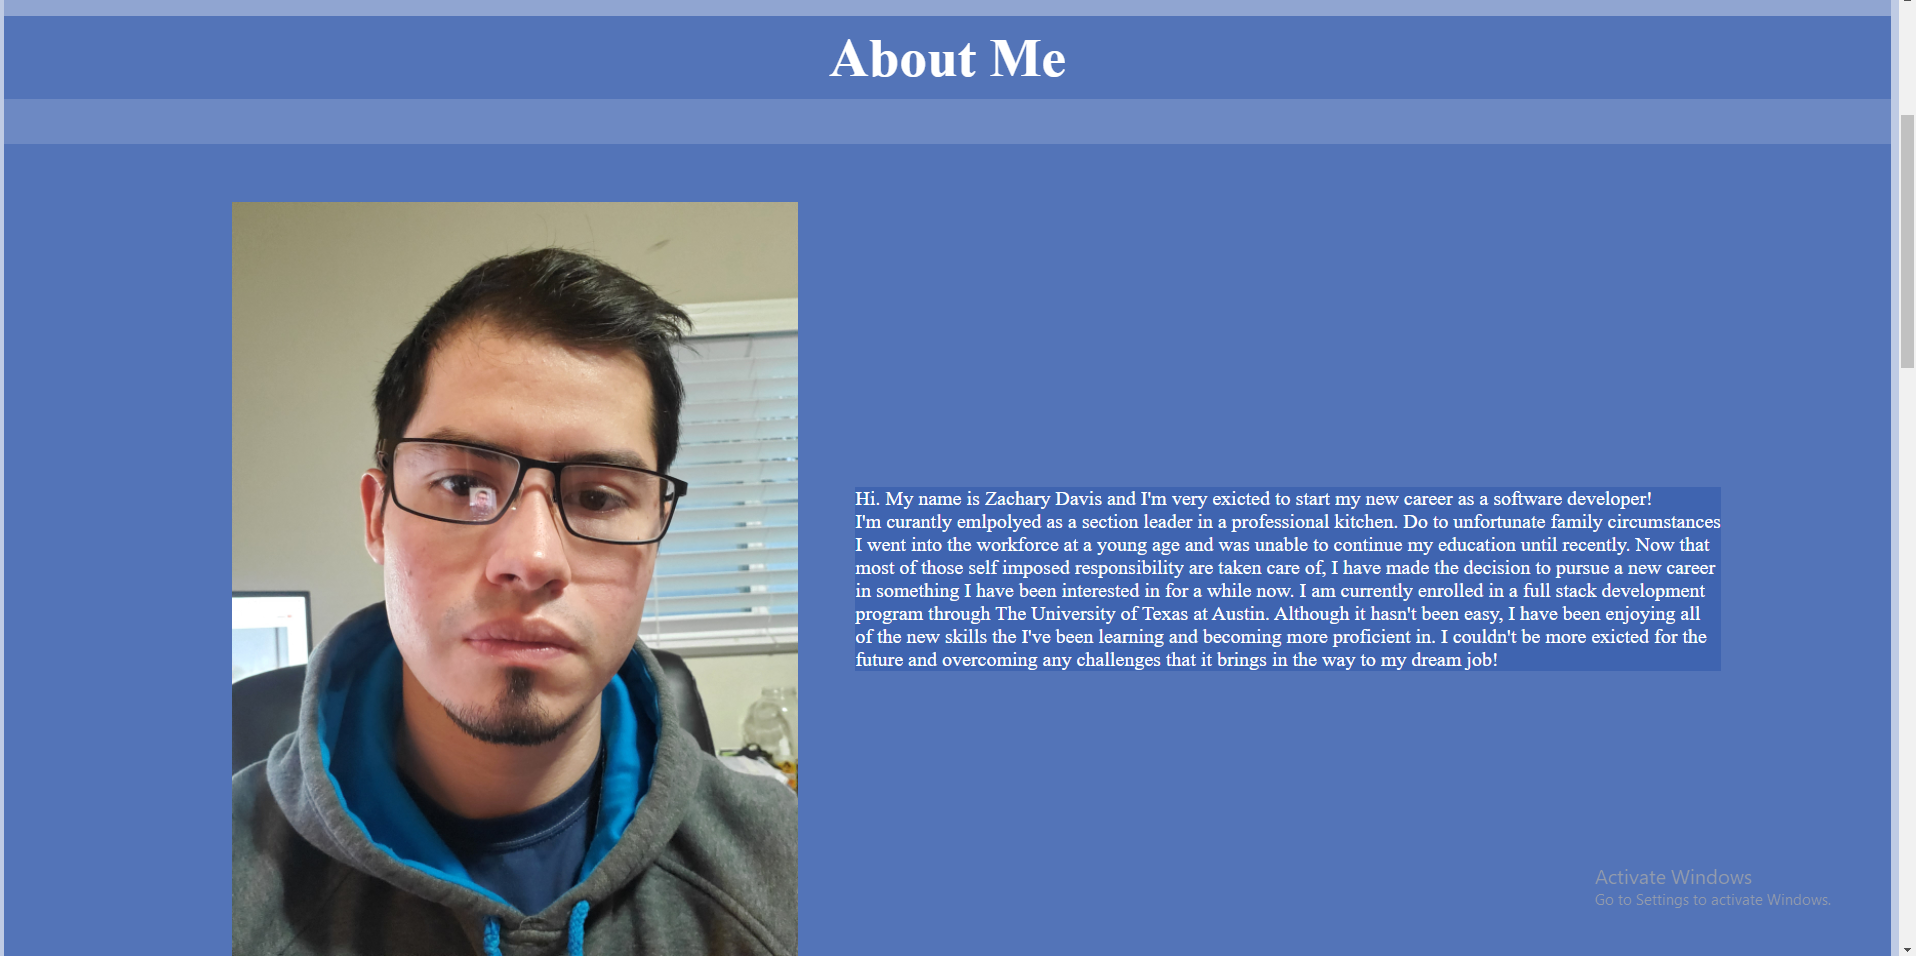 About Me
Hi. My name is Zachary Davis and I'm very exicted to start my new career as a software developer!
I'm curantly emlpolyed as a section leader in a professional kitchen. Do to unfortunate family circumstances
I went into the workforce at a young age and was unable to continue my education until recently. Now that
most of those self imposed responsibility are taken care of, I have made the decision to pursue a new career
in something I have been interested in for a while now. I am currently enrolled in a full stack development
program through The University of Texas at Austin. Although it hasn't been easy, I have been enjoying all
of the new skills the I've been learning and becoming more proficient in. I couldn't be more exicted for the
future and overcoming any challenges that it brings in the way to my dream job!
Activate Windows
Go to Settings to activate Windows.